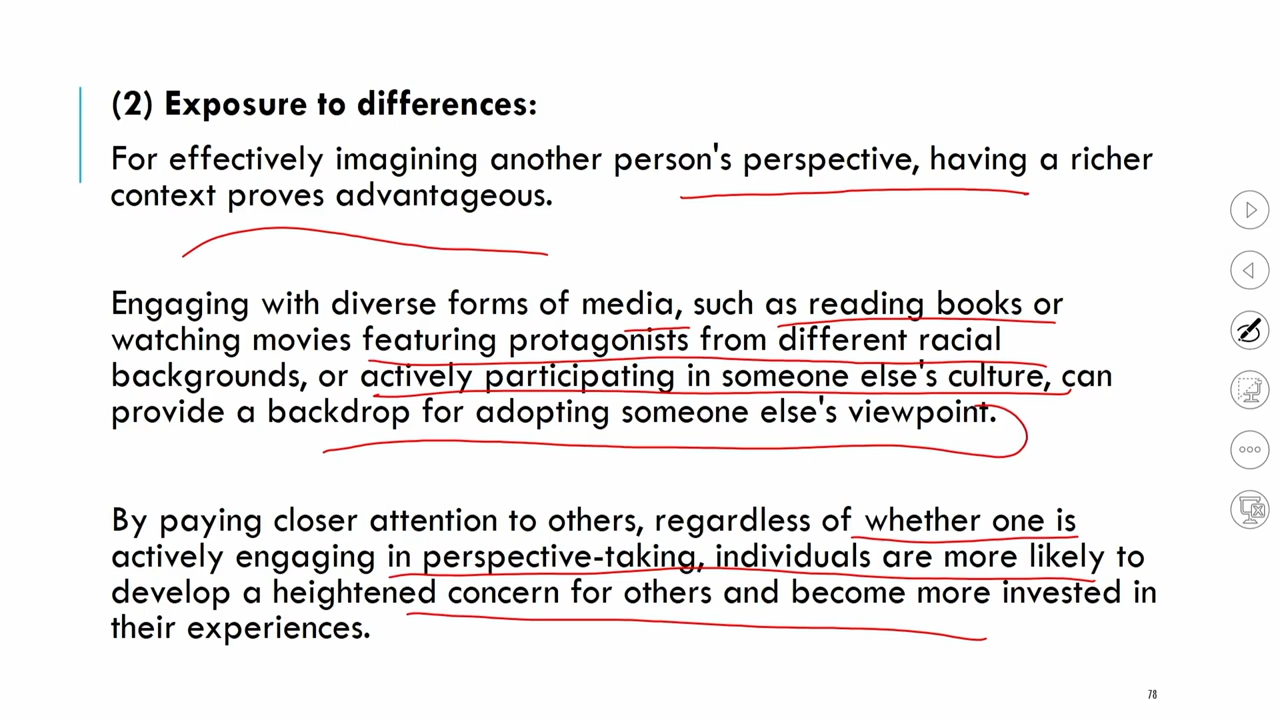 (2) Exposure to differences:
For effectively imagining another person's perspective, having a richer
context proves advantageous.
Engaging with diverse forms of media, such as reading books or
watching movies featuring protagonists from different racial
backgrounds, or actively participating in someone else's culture, can
provide a backdrop for adopting someone else's viewpoint.
By paying closer attention to others, regardless of whether one is
actively engaging in perspective-taking, individuals are more likely to
develop a heightened concern for others and become more invested in
their experiences.
78